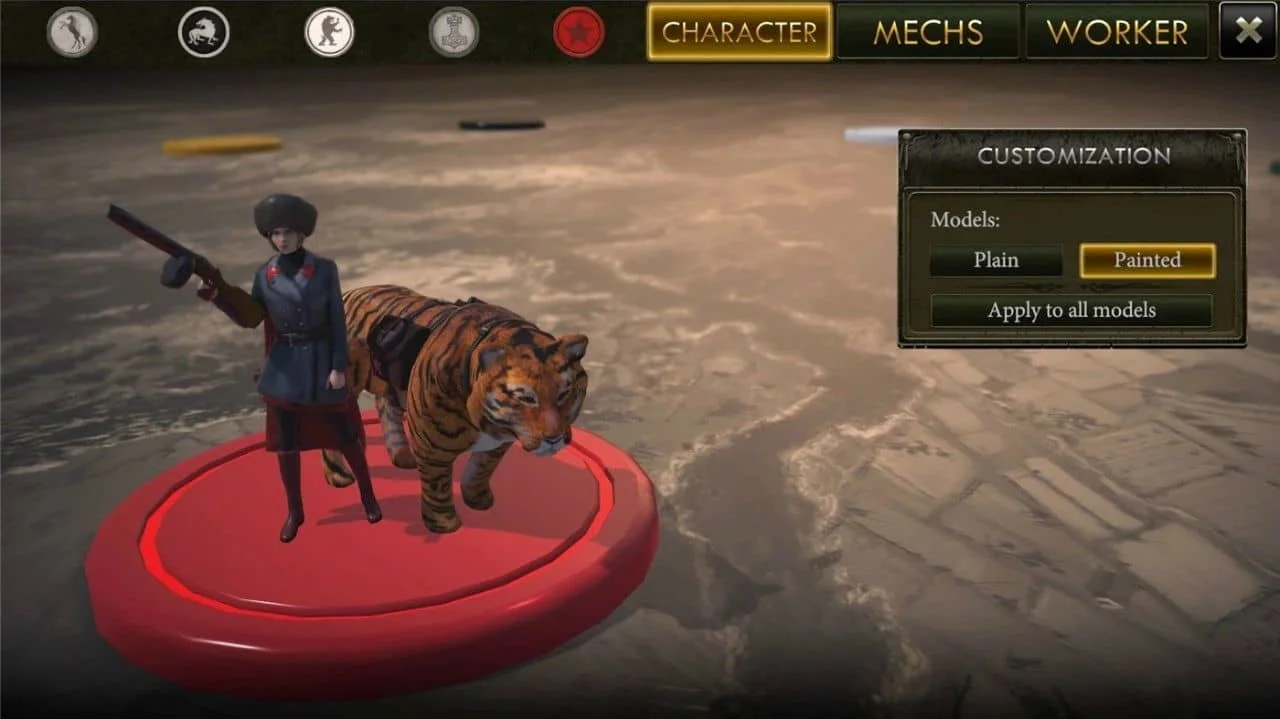 CHARACTER
MECHS
WORKER
CUSTOMIZATION
Models:
Plain
Painted
Apply to all models